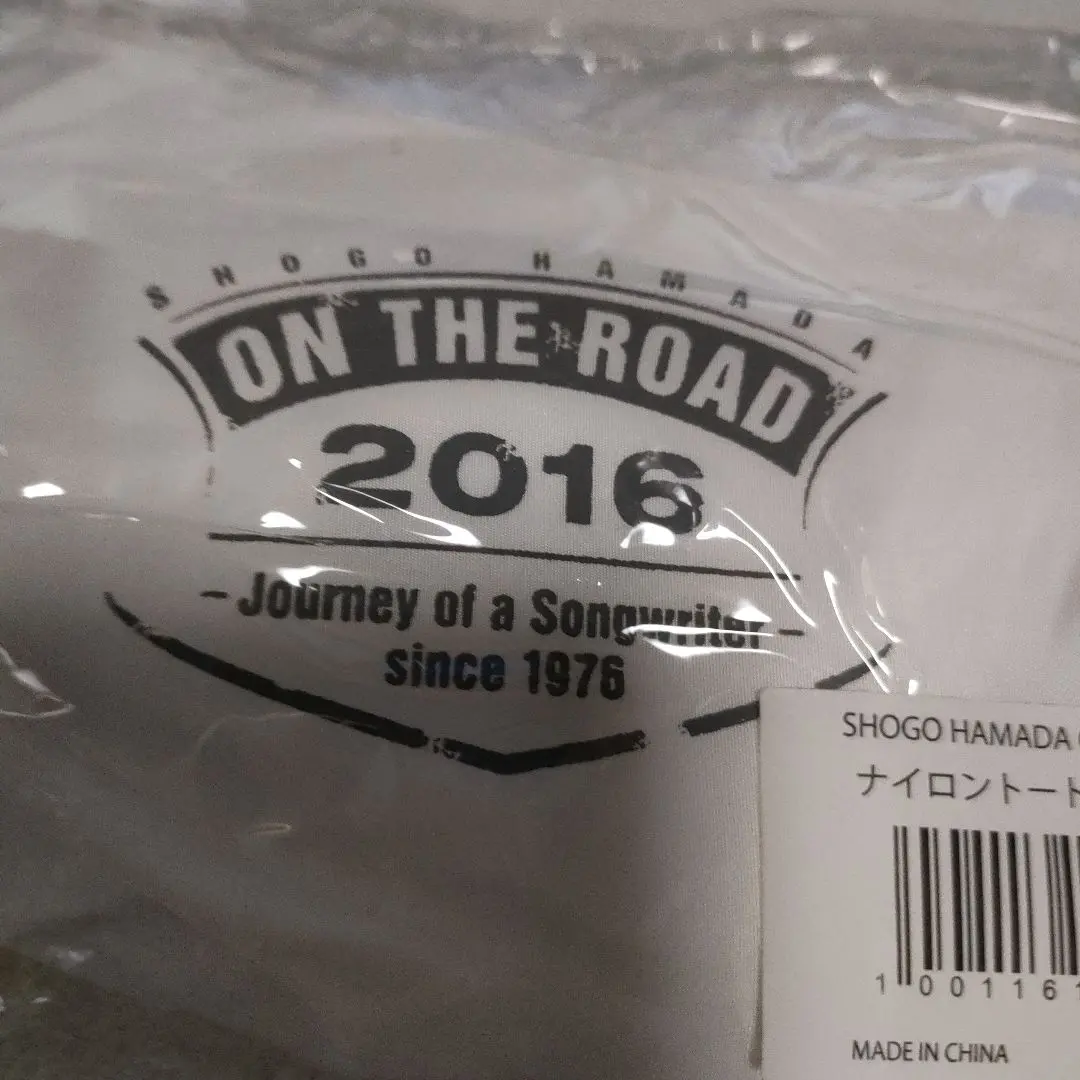 SHOGO HAMADA
ON THE ROAD
2016
- Journey of a Songwriter -
since 1976
SHOGO HAMADA
ナイロントート
1001161
MADE IN CHINA